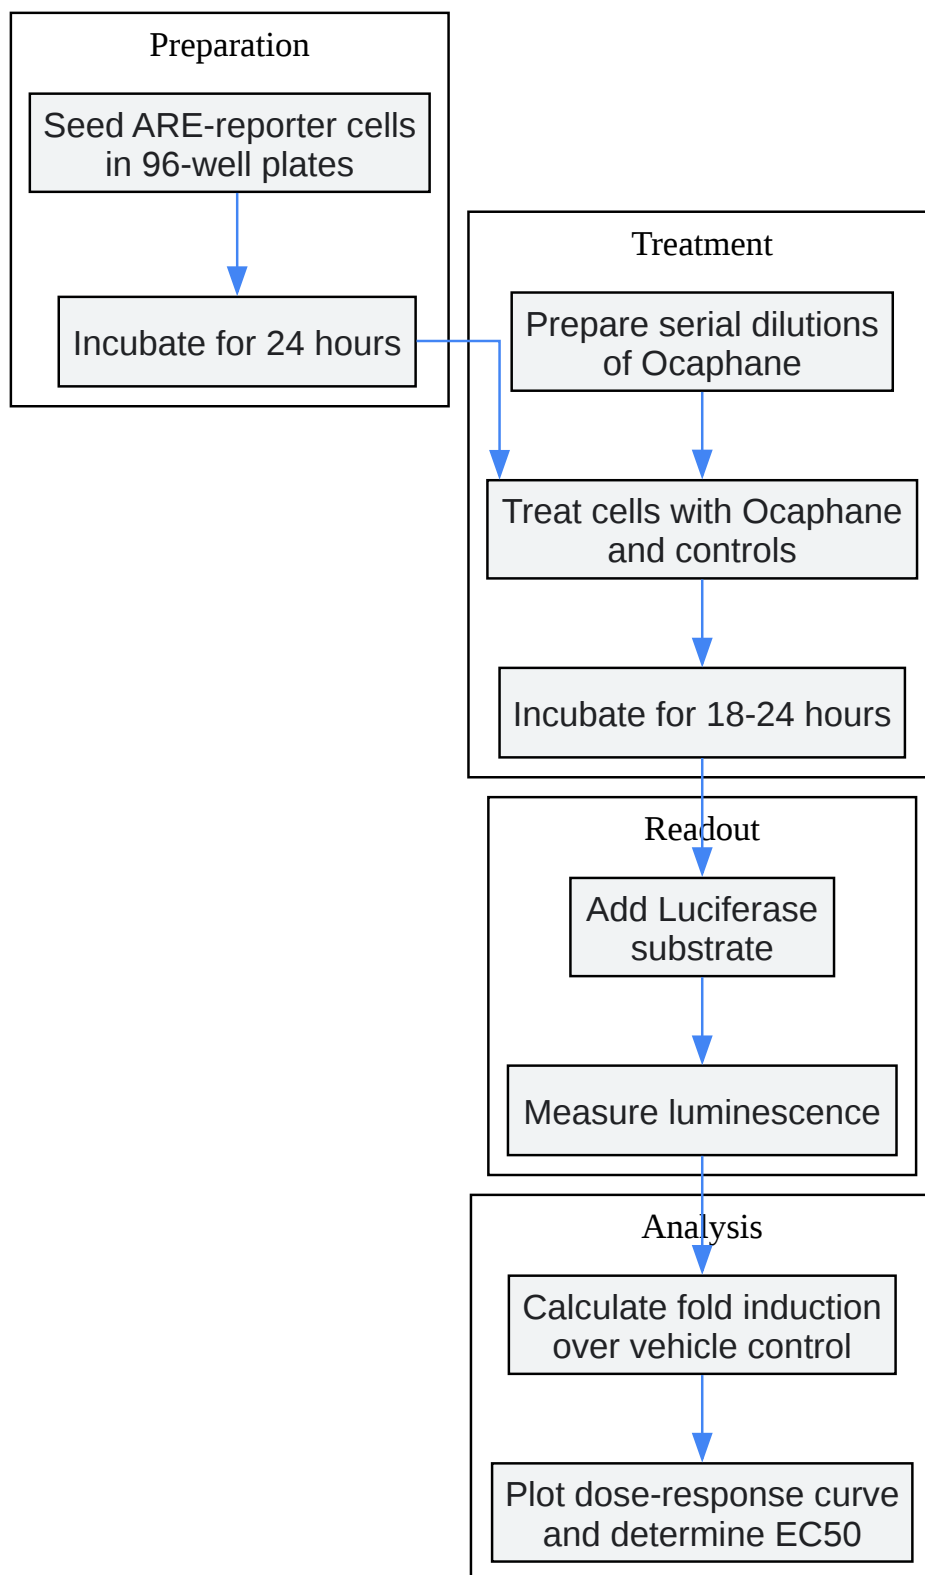 Preparation
Seed ARE-reporter cells
in 96-well plates
Incubate for 24 hours
Treatment
Prepare serial dilutions
of Ocaphane
Treat cells with Ocaphane
and controls
Incubate for 18-24 hours
Readout
Add Luciferase
substrate
Measure luminescence
Analysis
Calculate fold induction
over vehicle control
Plot dose-response curve
and determine EC50